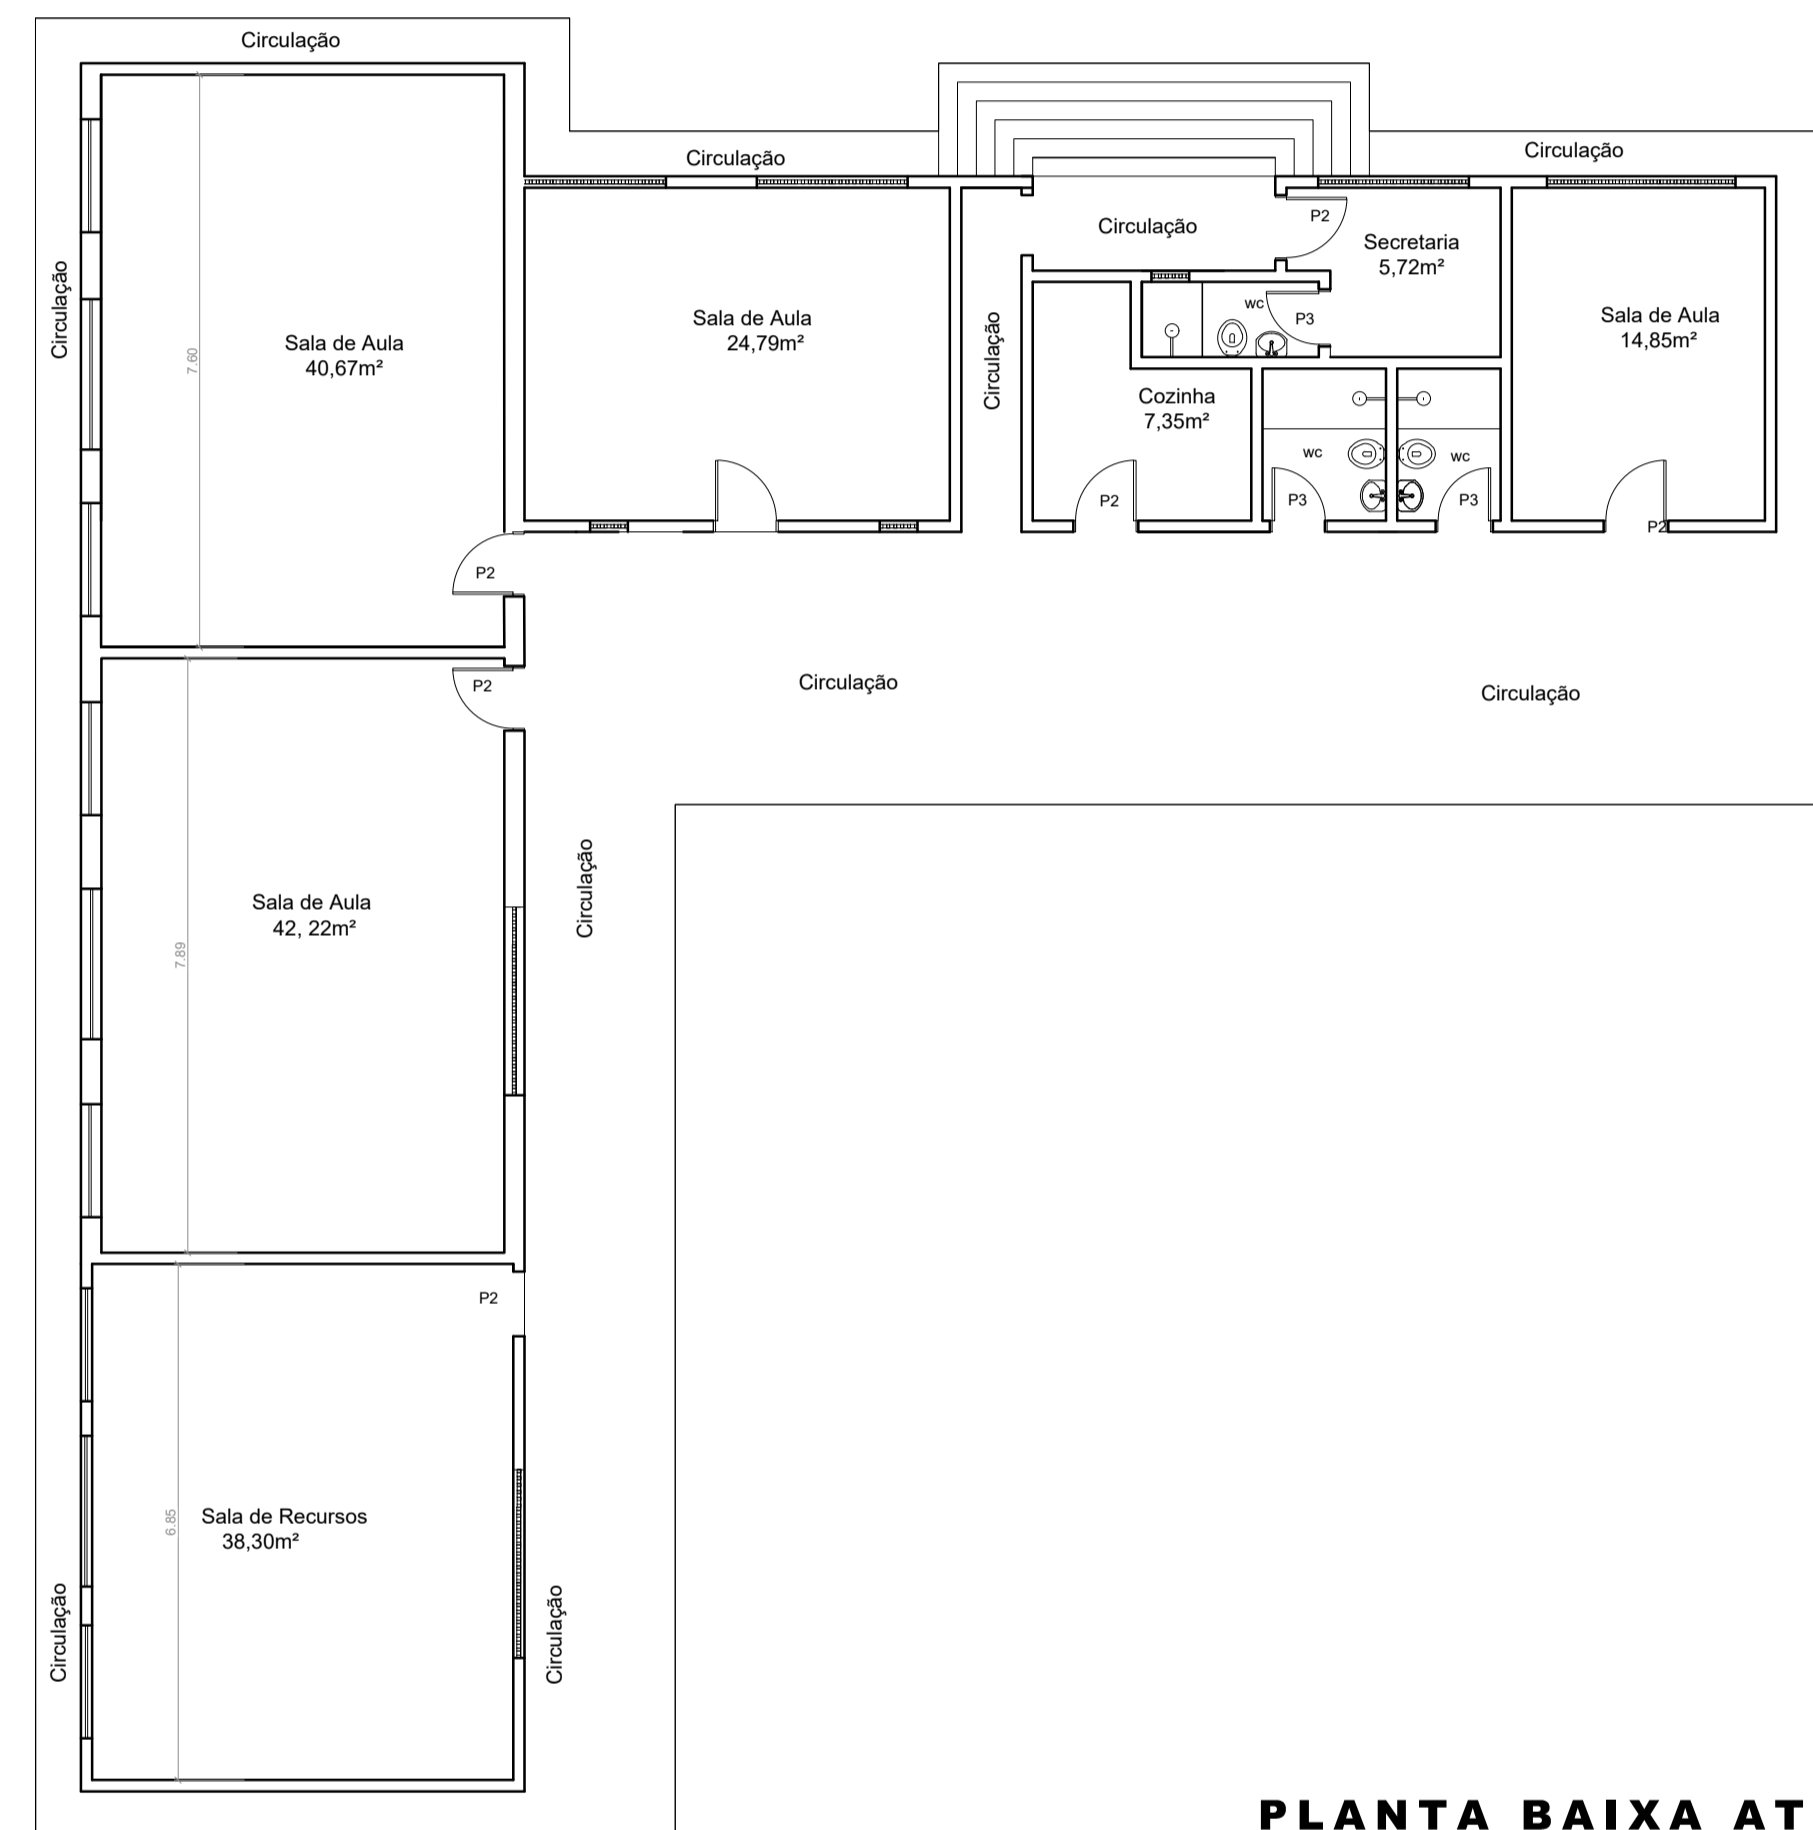 Circulação
Circulação
Circulação
Circulação
P2
Secretaria
5,72m²
Circulação
Circulação
Circulação
wc
P3
Sala de Aula
24,79m²
Sala de Aula
14,85m²
Sala de Aula
40,67m²
7.60
Cozinha
7,35m²
wc
wc
P2
P3
P3
P2
P2
P2
Circulação
Circulação
Circulação
Sala de Aula
42, 22m²
7.89
P2
Sala de Recursos
38,30m²
6.85
Circulação
Circulação
PLANTA BAIXA AT